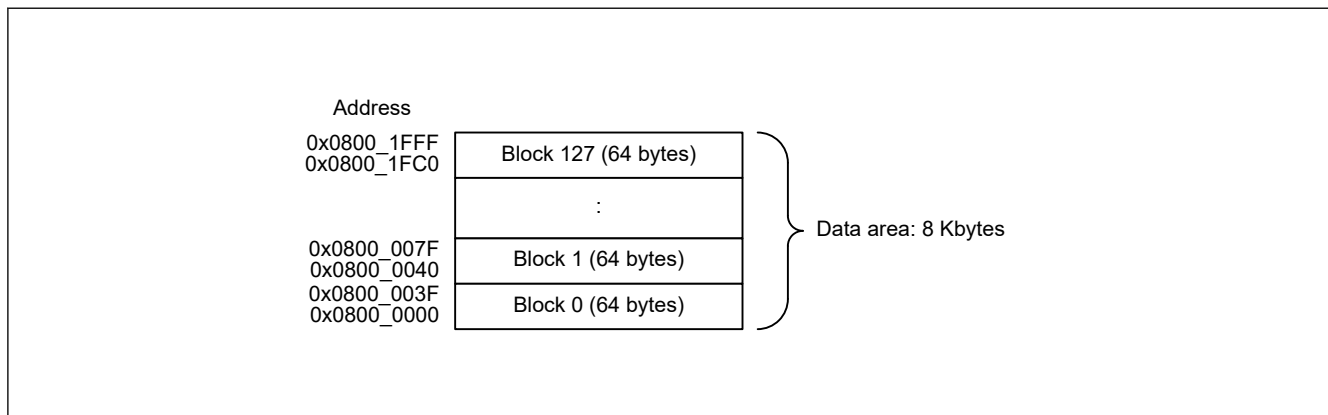 Address
0x0800_1FFF
0x0800_1FC0
Block 127 (64 bytes)
:
Data area: 8 Kbytes
0x0800_007F
0x0800_0040
Block 1 (64 bytes)
0x0800_003F
0x0800_0000
Block 0 (64 bytes)